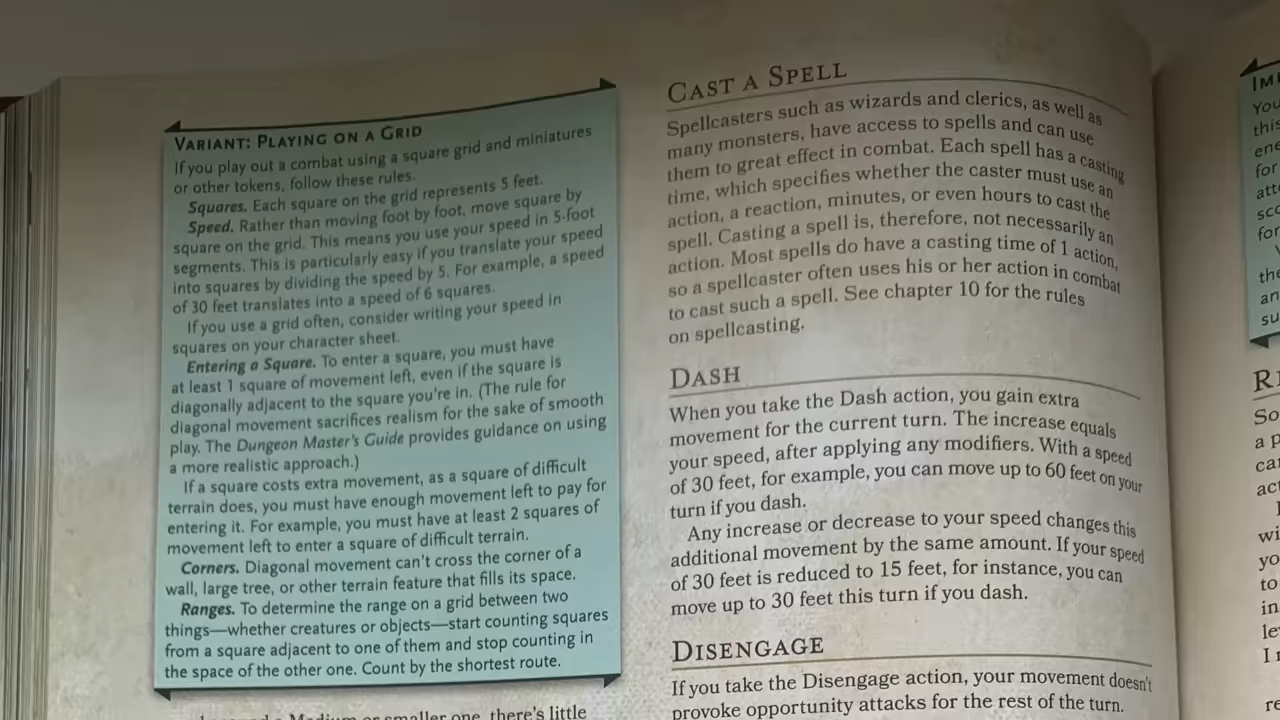 VARIANT: PLAYING ON A GRID
If you play out a combat using a square grid and miniatures
or other tokens, follow these rules.
Squares. Each square on the grid represents 5 feet.
Speed. Rather than moving foot by foot, move square by
square on the grid. This means you use your speed in 5-foot
segments. This is particularly easy if you translate your speed
into squares by dividing the speed by 5. For example, a speed
of 30 feet translates into a speed of 6 squares.
If you use a grid often, consider writing your speed in
squares on your character sheet.
Entering a Square. To enter a square, you must have
at least 1 square of movement left, even if the square is
diagonally adjacent to the square you're in. (The rule for
diagonal movement sacrifices realism for the sake of smooth
play. The Dungeon Master's Guide provides guidance on using
a more realistic approach.)
If a square costs extra movement, as a square of difficult
terrain does, you must have enough movement left to pay for
entering it. For example, you must have at least 2 squares of
movement left to enter a square of difficult terrain.
Corners. Diagonal movement can't cross the corner of a
wall, large tree, or other terrain feature that fills its space.
Ranges. To determine the range on a grid between two
things—whether creatures or objects—start counting squares
from a square adjacent to one of them and stop counting in
the space of the other one. Count by the shortest route.
a Medium or smaller one, there's little
CAST A SPELL
Spellcasters such as wizards and clerics, as well as
many monsters, have access to spells and can use
them to great effect in combat. Each spell has a casting
time, which specifies whether the caster must use an
action, a reaction, minutes, or even hours to cast the
spell. Casting a spell is, therefore, not necessarily an
action. Most spells do have a casting time of 1 action,
so a spellcaster often uses his or her action in combat
to cast such a spell. See chapter 10 for the rules
on spellcasting.
DASH
When you take the Dash action, you gain extra
movement for the current turn. The increase equals
your speed, after applying any modifiers. With a speed
of 30 feet, for example, you can move up to 60 feet on your
turn if you dash.
Any increase or decrease to your speed changes this
additional movement by the same amount. If your speed
of 30 feet is reduced to 15 feet, for instance, you can
move up to 30 feet this turn if you dash.
DISENGAGE
If you take the Disengage action, your movement doesn't
provoke opportunity attacks for the rest of the turn.
You
this
for
the
an
So
a
to
in